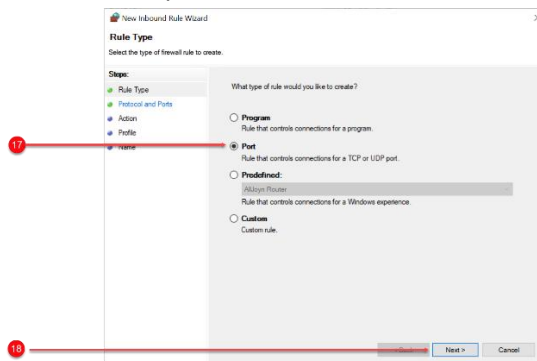 New Inbound Rule Wizard
Rule Type
Select the type of firewall rule to create.
Steps:
Rule Type
Protocol and Ports
Action
Profile
Name
What type of rule would you like to create?
Program
Rule that controls connections for a program.
17
Port
Rule that controls connections for a TCP or UDP port.
Predefined:
AllJoyn Router
Rule that controls connections for a Windows experience.
Custom
Custom rule.
18
Next >
Cancel